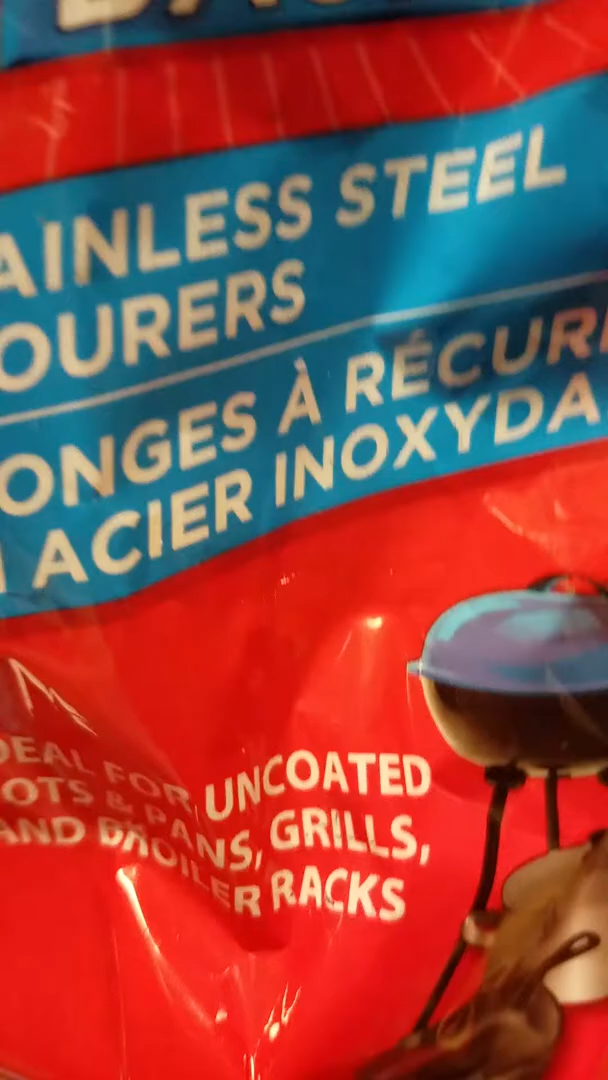 AINLESS STEEL
OURERS
ONGES À RÉCUR
ACIER INOXYDA
DEAL FOR UNCOATED
OTS & PANS, GRILLS,
AND BROILER RACKS